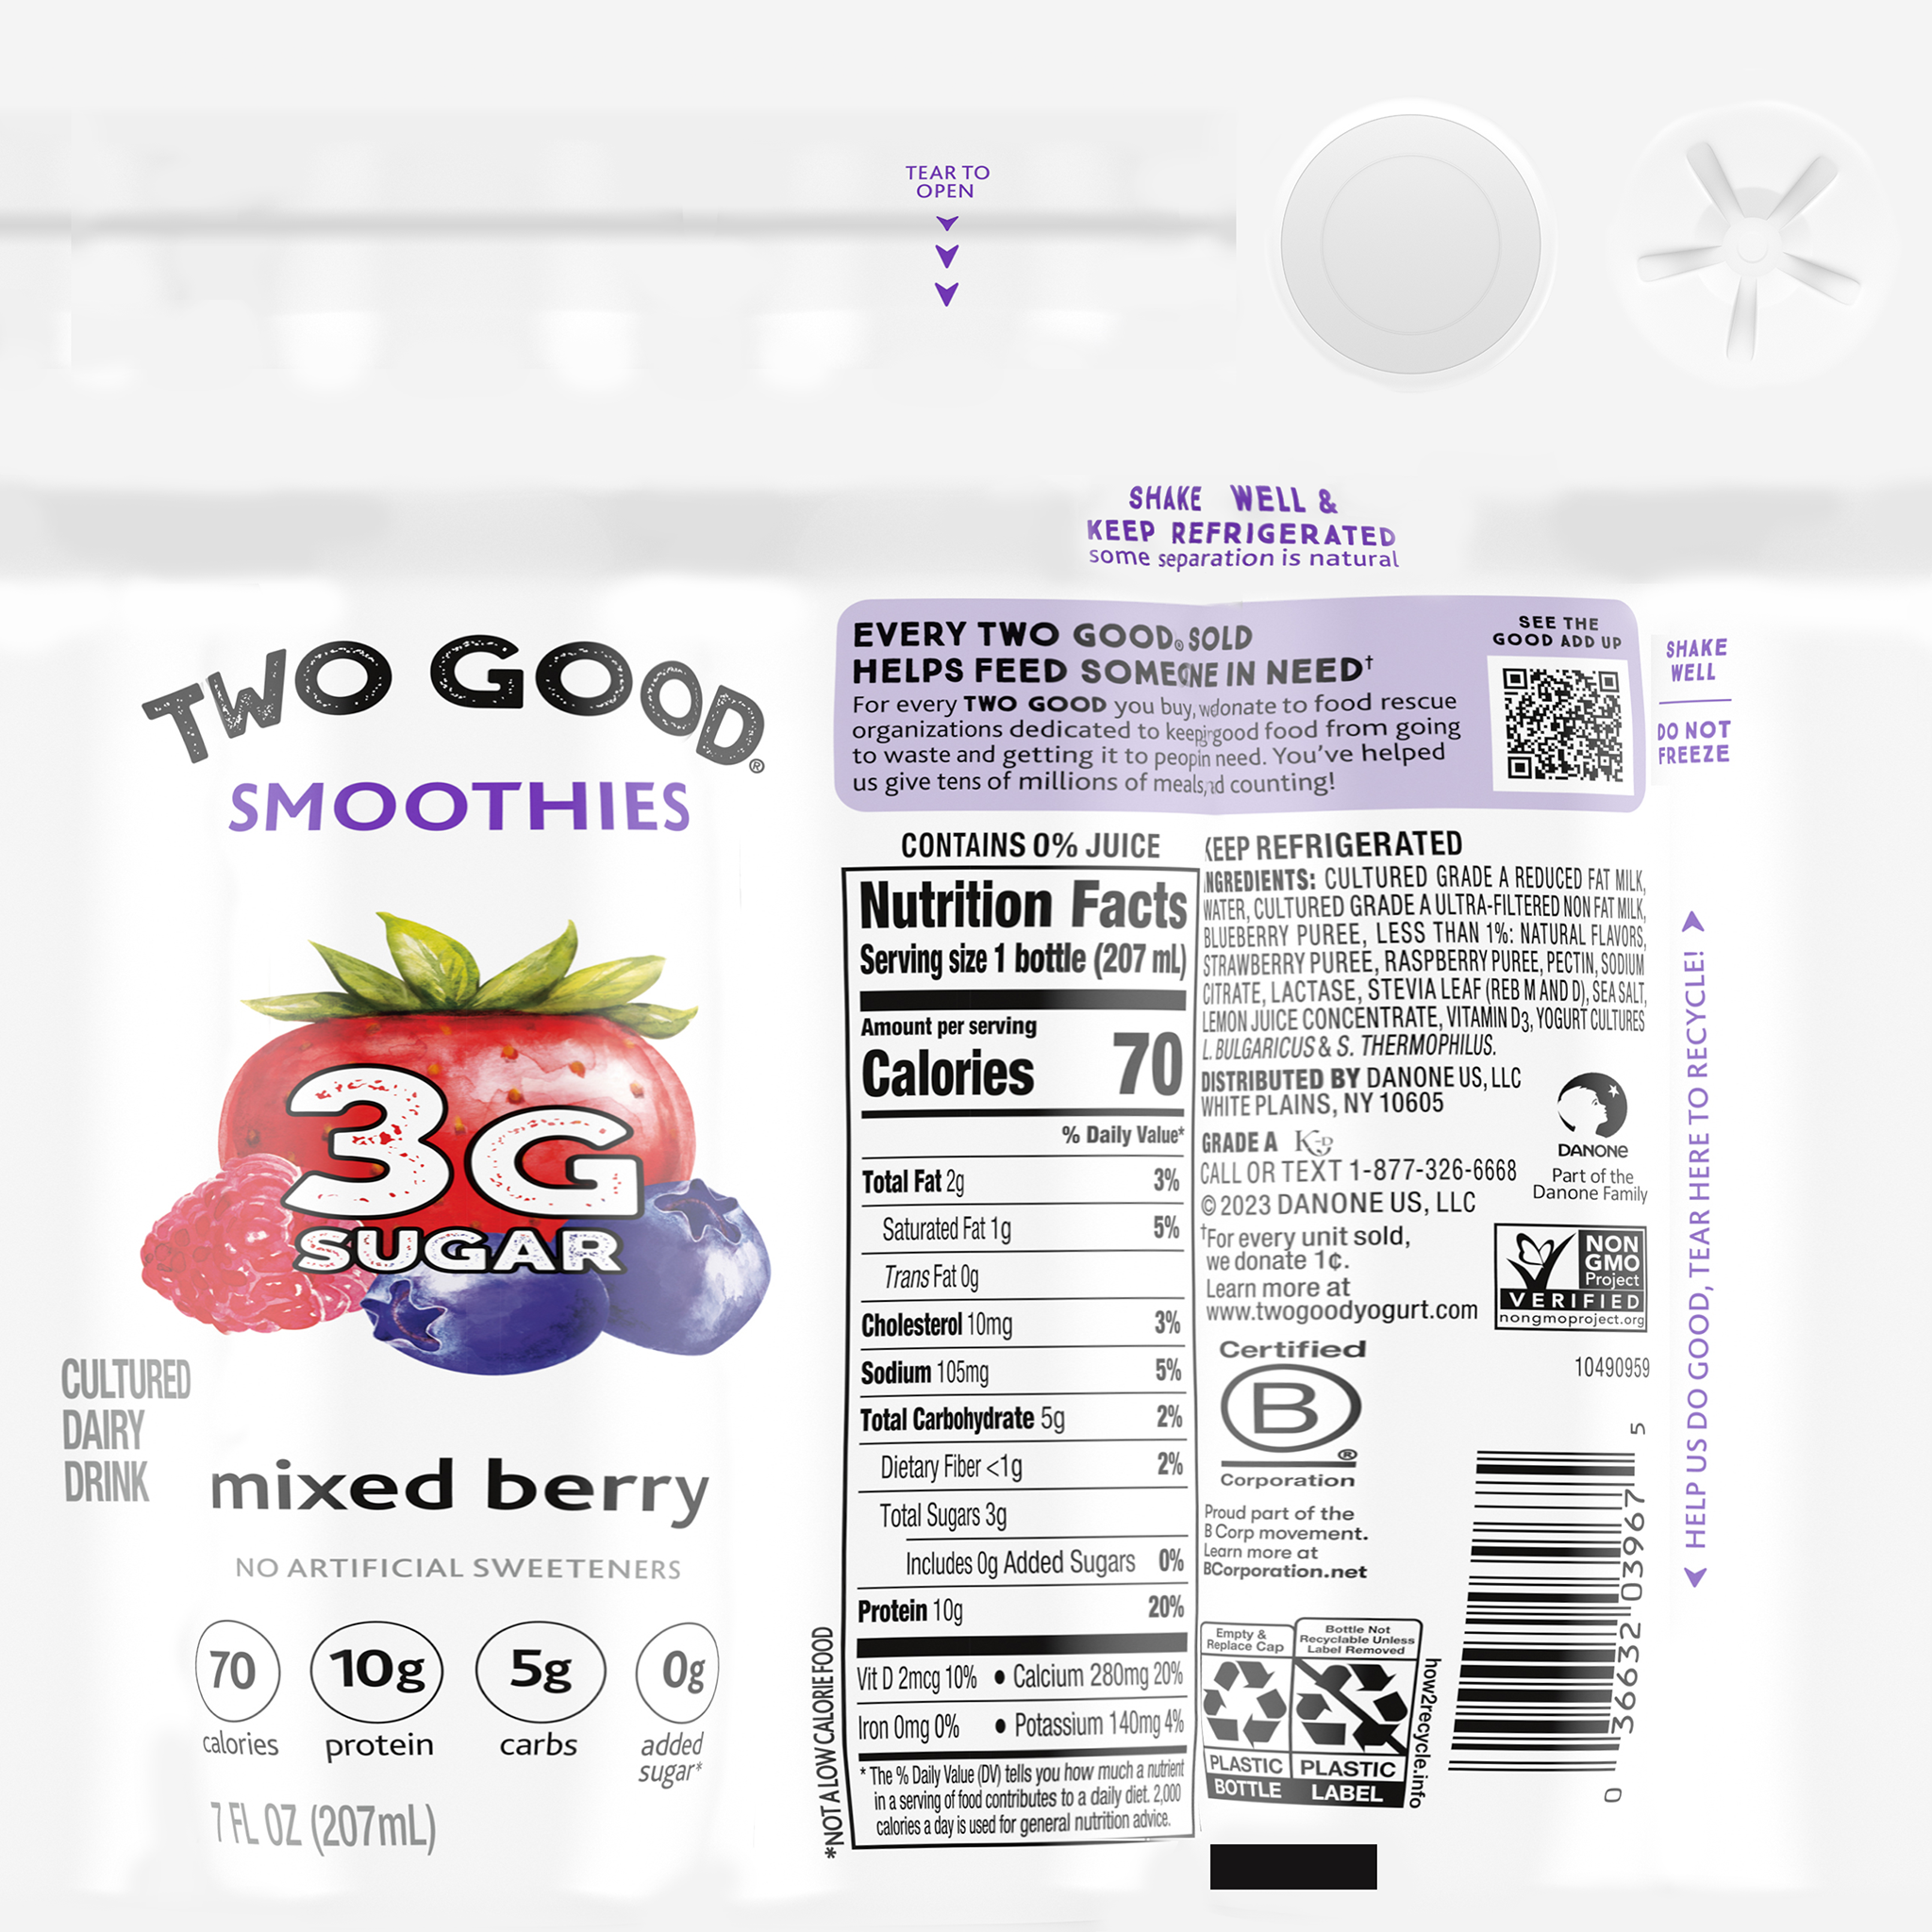 TEAR TO
OPEN
SHAKE WELL &
KEEP REFRIGERATED
some separation is natural
TWO GOOD®
SMOOTHIES
3G
SUGAR
CULTURED
DAIRY
DRINK
mixed berry
NO ARTIFICIAL SWEETENERS
70
calories
10g
protein
5g
carbs
0g
added
sugar*
7 FL OZ (207mL)
EVERY TWO GOOD® SOLD
HELPS FEED SOMEONE IN NEED†
For every TWO GOOD you buy, donate to food rescue
organizations dedicated to good food from going
to waste and getting it to in need. You've helped
us give tens of millions of meals, counting!
SEE THE
GOOD ADD UP
SHAKE
WELL
DO NOT
FREEZE
CONTAINS 0% JUICE
Nutrition Facts
Serving size 1 bottle (207 mL)
Amount per serving
Calories 70
% Daily Value*
Total Fat 2g 3%
Saturated Fat 1g 5%
Trans Fat 0g
Cholesterol 10mg 3%
Sodium 105mg 5%
Total Carbohydrate 5g 2%
Dietary Fiber <1g 2%
Total Sugars 3g
Includes 0g Added Sugars 0%
Protein 10g 20%
Vit D 2mcg 10% • Calcium 280mg 20%
Iron 0mg 0% • Potassium 140mg 4%
* The % Daily Value (DV) tells you how much a nutrient
in a serving of food contributes to a daily diet. 2,000
calories a day is used for general nutrition advice.
*NOT A LOW CALORIE FOOD
KEEP REFRIGERATED
INGREDIENTS: CULTURED GRADE A REDUCED FAT MILK,
WATER, CULTURED GRADE A ULTRA-FILTERED NON FAT MILK,
BLUEBERRY PUREE, LESS THAN 1%: NATURAL FLAVORS,
STRAWBERRY PUREE, RASPBERRY PUREE, PECTIN, SODIUM
CITRATE, LACTASE, STEVIA LEAF (REB M AND D), SEA SALT,
LEMON JUICE CONCENTRATE, VITAMIN D3, YOGURT CULTURES
L. BULGARICUS & S. THERMOPHILUS.
DISTRIBUTED BY DANONE US, LLC
WHITE PLAINS, NY 10605
GRADE A K-D
CALL OR TEXT 1-877-326-6668
© 2023 DANONE US, LLC
†For every unit sold,
we donate 1¢.
Learn more at
www.twogoodyogurt.com
DANONE
Part of the
Danone Family
NON
GMO
Project
VERIFIED
nongmoproject.org
10490959
Certified
B
®
Corporation
Proud part of the
B Corp movement.
Learn more at
BCorporation.net
Empty &
Replace Cap
PLASTIC
BOTTLE
Bottle Not
Recyclable Unless
Label Removed
PLASTIC
LABEL
how2recycle.info
0 36632 03967 5
HELP US DO GOOD, TEAR HERE TO RECYCLE!